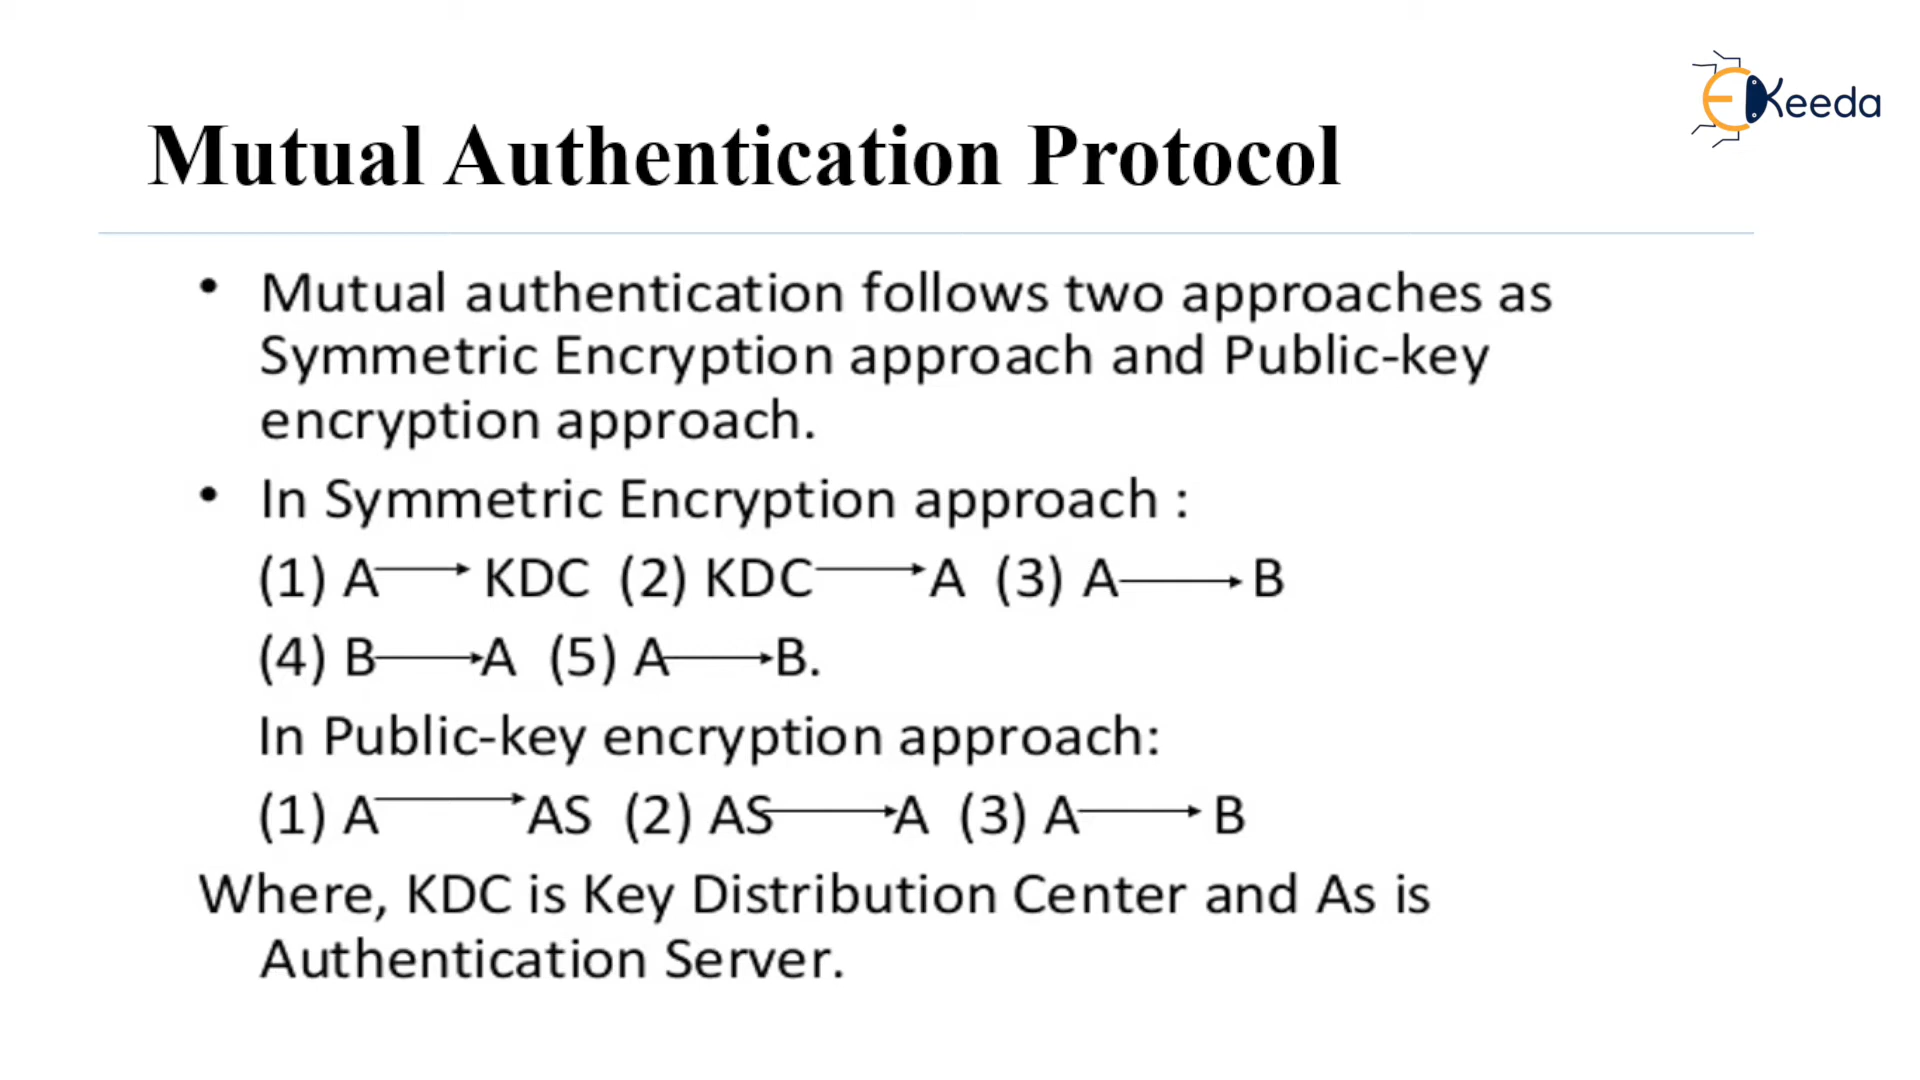 EKeeda
Mutual Authentication Protocol
• Mutual authentication follows two approaches as
Symmetric Encryption approach and Public-key
encryption approach.
• In Symmetric Encryption approach :
(1) A → KDC (2) KDC → A (3) A → B
(4) B → A (5) A → B.
In Public-key encryption approach:
(1) A → AS (2) AS → A (3) A → B
Where, KDC is Key Distribution Center and As is
Authentication Server.